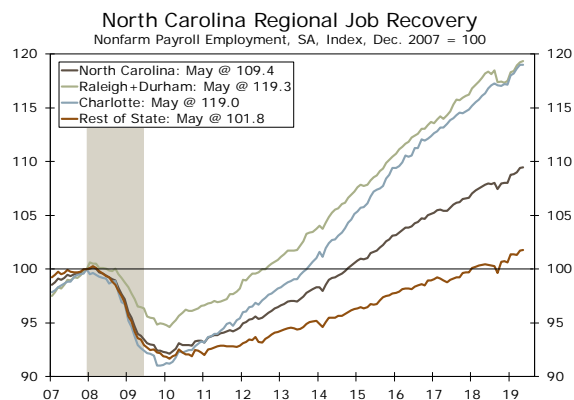 North Carolina Regional Job Recovery
Nonfarm Payroll Employment, SA, Index, Dec. 2007 = 100
120 120
North Carolina: May @ 109.4
Raleigh+Durham: May @ 119.3
Charlotte: May @ 119.0
Rest of State: May @ 101.8
115 115
110 110
105 105
100 100
95 95
90 90
07 08 09 10 11 12 13 14 15 16 17 18 19